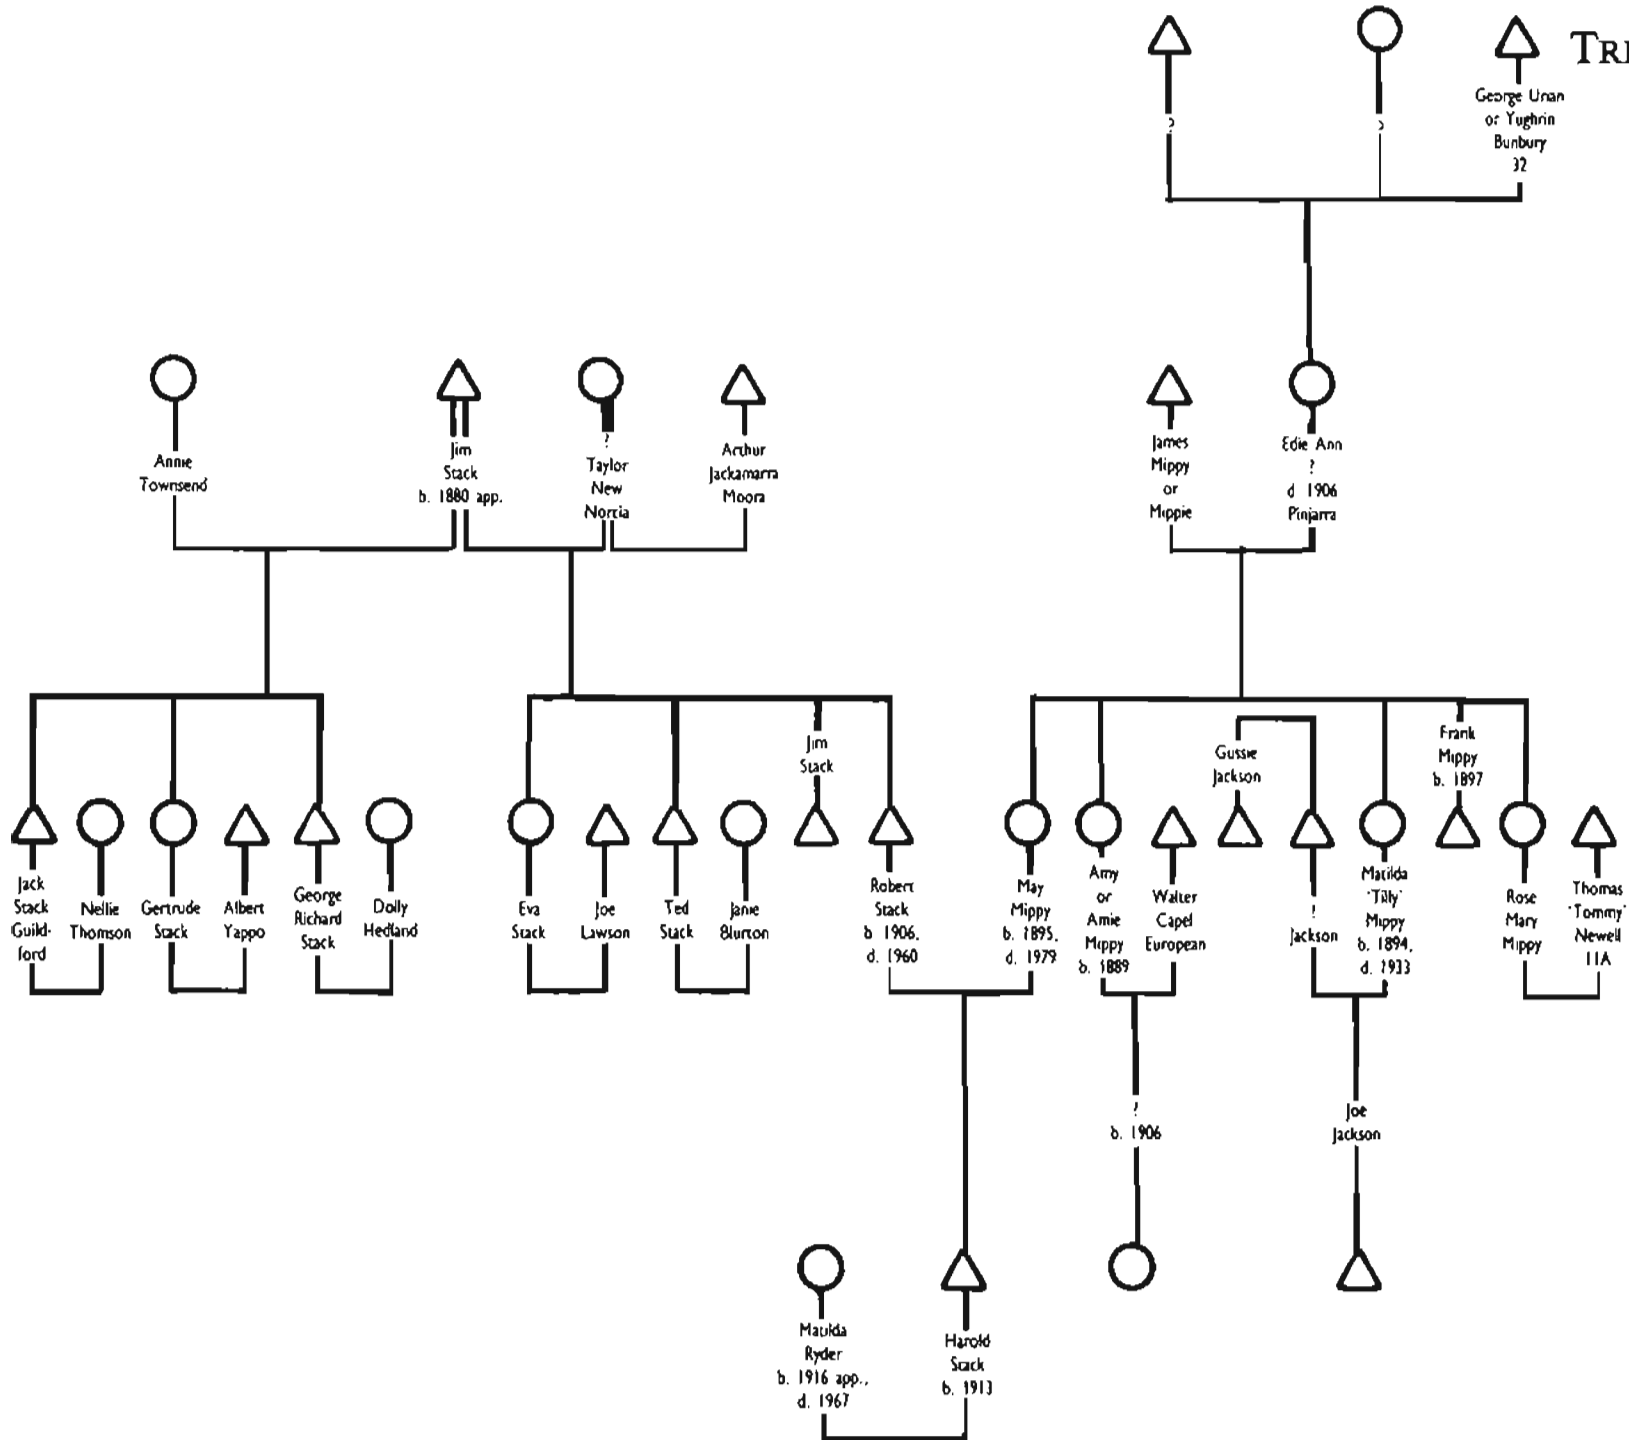 TRE
?
?
George Unan
or Yughrin
Bunbury
32
Annie
Townsend
Jim
Stack
b. 1880 app.
?
Taylor
New
Norcia
Arthur
Jackamarra
Moora
James
Mippy
or
Mippie
Edie Ann
?
d 1906
Pinjarra
Jack
Stack
Guild-
ford
Nellie
Thomson
Gertrude
Stack
Albert
Yappo
George
Richard
Stack
Dolly
Hedland
Eva
Stack
Joe
Lawson
Ted
Stack
Janie
Blurton
Jim
Stack
Robert
Stack
b 1906,
d. 1960
May
Mippy
b. 1895,
d. 1979
Amy
or
Amie
Mippy
b. 1889
Walter
Capel
European
Gussie
Jackson
?
Jackson
Matilda
'Tilly'
Mippy
b. 1894,
d. 1933
Frank
Mippy
b. 1897
Rose
Mary
Mippy
Thomas
'Tommy'
Newell
11A
?
b. 1906
Joe
Jackson
Matilda
Ryder
b. 1916 app.,
d. 1967
Harold
Stack
b. 1913